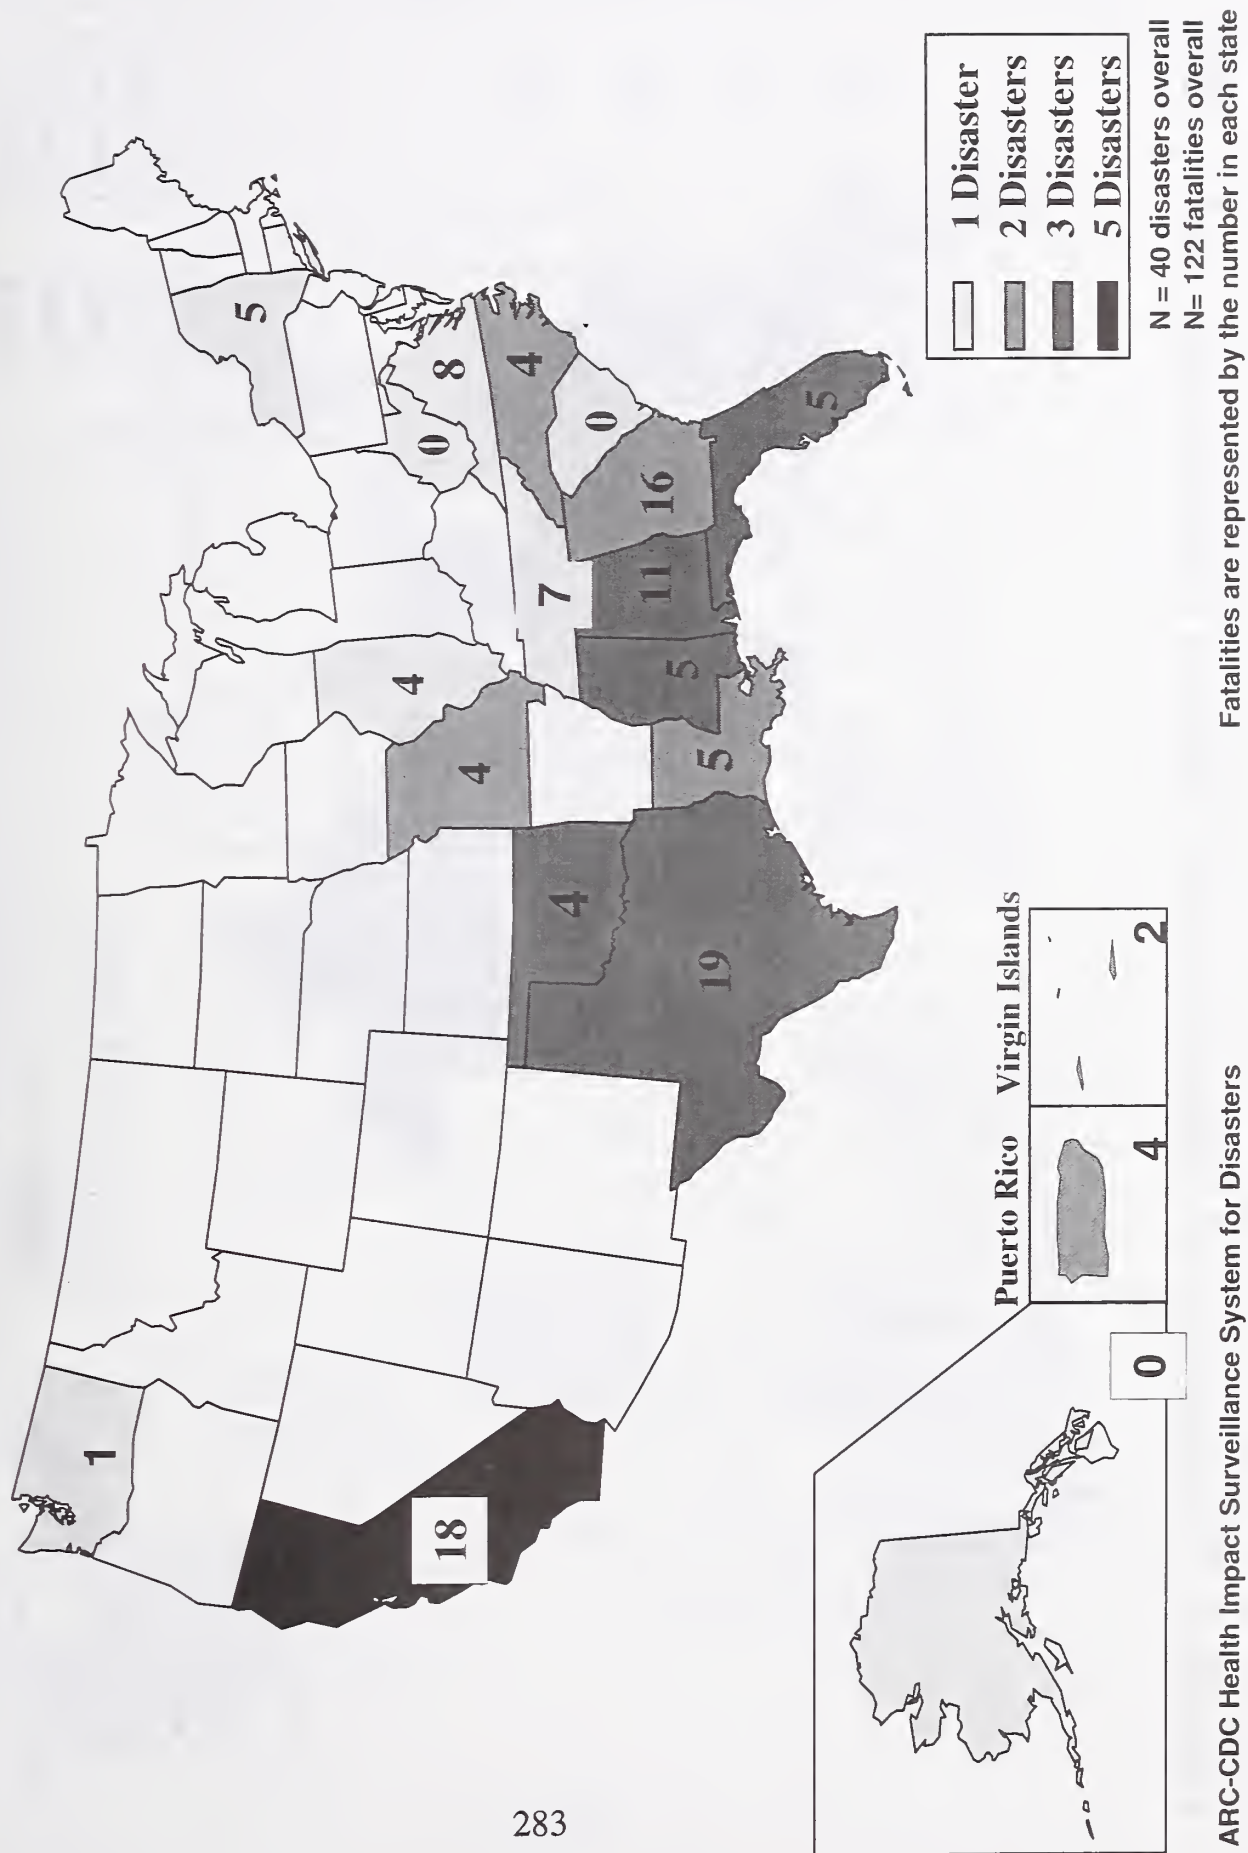 1
18
19
4
4
5
4
5
11
7
16
5
0
4
0
8
5
0
Puerto Rico
4
Virgin Islands
2
1 Disaster
2 Disasters
3 Disasters
5 Disasters
N = 40 disasters overall
N= 122 fatalities overall
ARC-CDC Health Impact Surveillance System for Disasters
Fatalities are represented by the number in each state
283